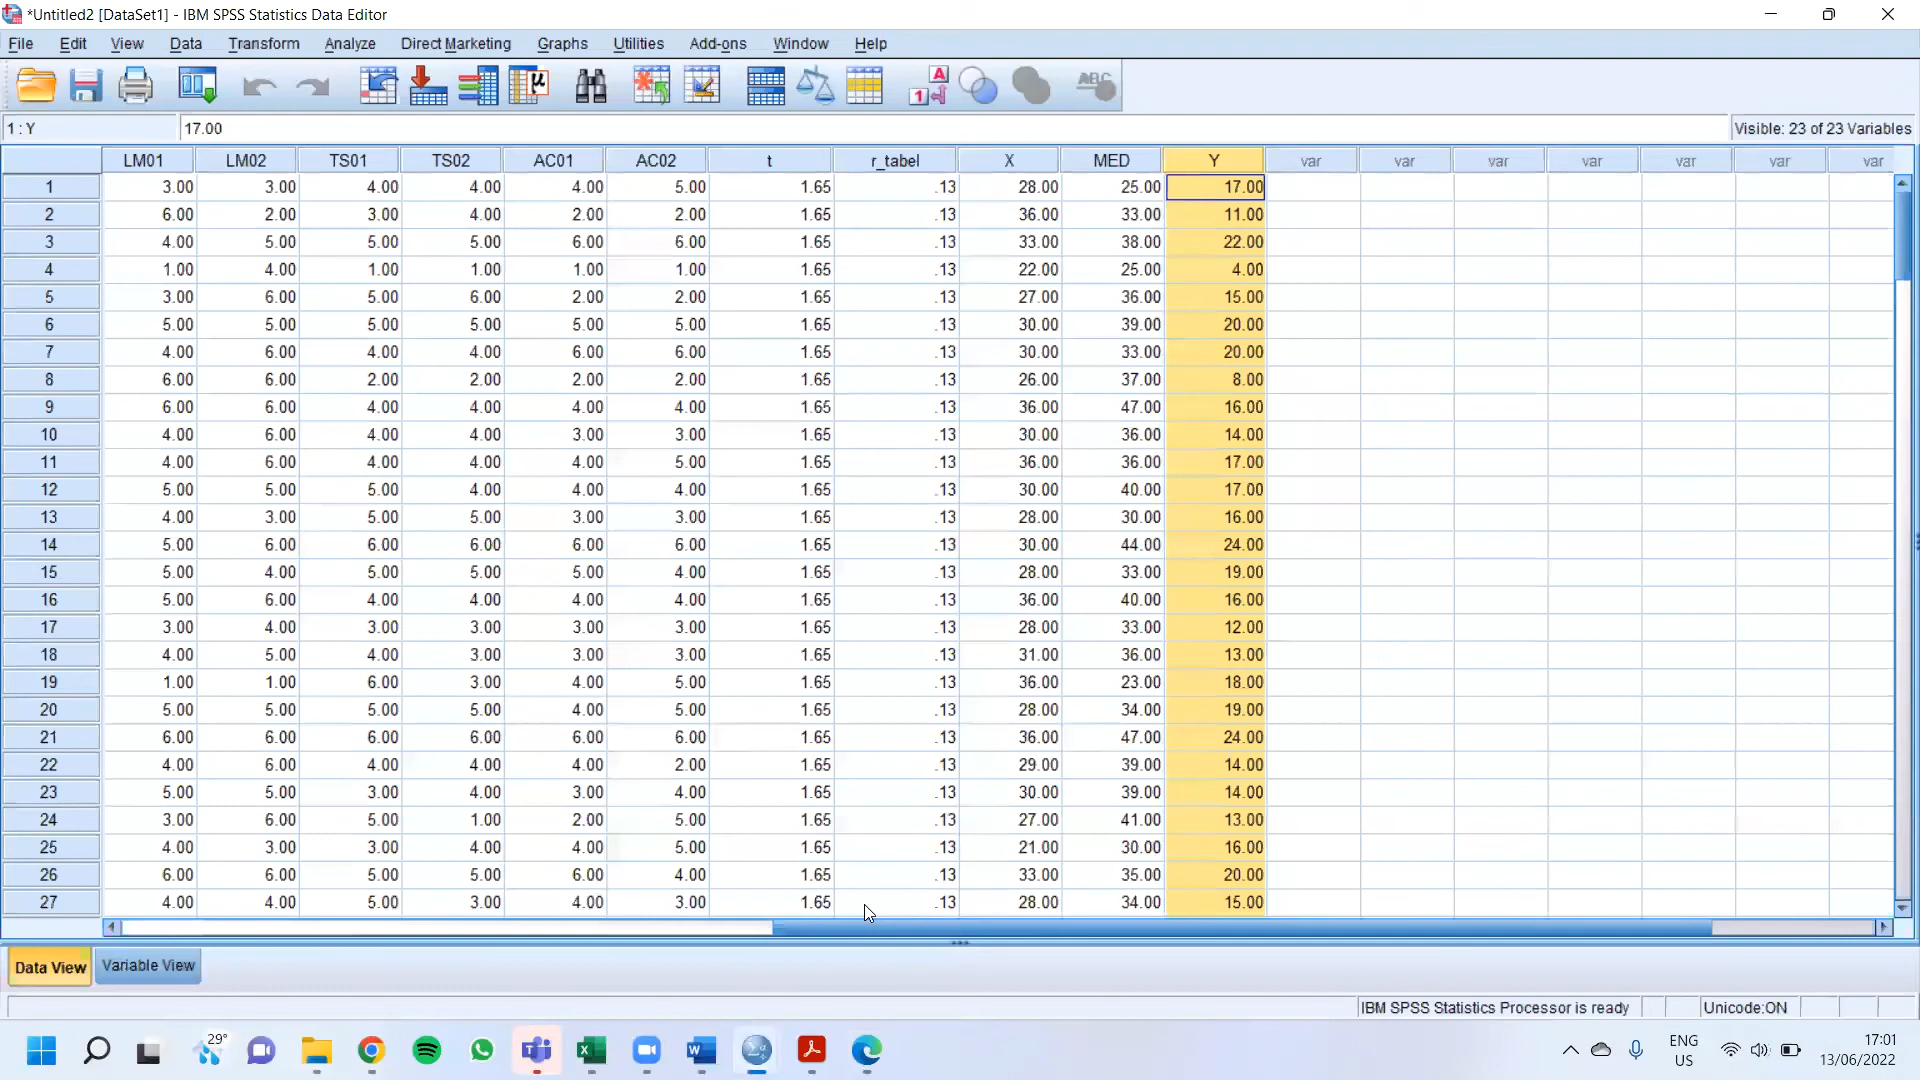 *Untitled2 [DataSet1] - IBM SPSS Statistics Data Editor
File Edit View Data Transform Analyze Direct Marketing Graphs Utilities Add-ons Window Help
1 : Y 17.00 Visible: 23 of 23 Variables
LM01 LM02 TS01 TS02 AC01 AC02 t r_tabel X MED Y var var var var var var var
1 3.00 3.00 4.00 4.00 4.00 5.00 1.65 .13 28.00 25.00 17.00
2 6.00 2.00 3.00 4.00 2.00 2.00 1.65 .13 36.00 33.00 11.00
3 4.00 5.00 5.00 5.00 6.00 6.00 1.65 .13 33.00 38.00 22.00
4 1.00 4.00 1.00 1.00 1.00 1.00 1.65 .13 22.00 25.00 4.00
5 3.00 6.00 5.00 6.00 2.00 2.00 1.65 .13 27.00 36.00 15.00
6 5.00 5.00 5.00 5.00 5.00 5.00 1.65 .13 30.00 39.00 20.00
7 4.00 6.00 4.00 4.00 6.00 6.00 1.65 .13 30.00 33.00 20.00
8 6.00 6.00 2.00 2.00 2.00 2.00 1.65 .13 26.00 37.00 8.00
9 6.00 6.00 4.00 4.00 4.00 4.00 1.65 .13 36.00 47.00 16.00
10 4.00 6.00 4.00 4.00 3.00 3.00 1.65 .13 30.00 36.00 14.00
11 4.00 6.00 4.00 4.00 4.00 5.00 1.65 .13 36.00 36.00 17.00
12 5.00 5.00 5.00 4.00 4.00 4.00 1.65 .13 30.00 40.00 17.00
13 4.00 3.00 5.00 5.00 3.00 3.00 1.65 .13 28.00 30.00 16.00
14 5.00 6.00 6.00 6.00 6.00 6.00 1.65 .13 30.00 44.00 24.00
15 5.00 4.00 5.00 5.00 5.00 4.00 1.65 .13 28.00 33.00 19.00
16 5.00 6.00 4.00 4.00 4.00 4.00 1.65 .13 36.00 40.00 16.00
17 3.00 4.00 3.00 3.00 3.00 3.00 1.65 .13 28.00 33.00 12.00
18 4.00 5.00 4.00 3.00 3.00 3.00 1.65 .13 31.00 36.00 13.00
19 1.00 1.00 6.00 3.00 4.00 5.00 1.65 .13 36.00 23.00 18.00
20 5.00 5.00 5.00 5.00 4.00 5.00 1.65 .13 28.00 34.00 19.00
21 6.00 6.00 6.00 6.00 6.00 6.00 1.65 .13 36.00 47.00 24.00
22 4.00 6.00 4.00 4.00 4.00 2.00 1.65 .13 29.00 39.00 14.00
23 5.00 5.00 3.00 4.00 3.00 4.00 1.65 .13 30.00 39.00 14.00
24 3.00 6.00 5.00 1.00 2.00 5.00 1.65 .13 27.00 41.00 13.00
25 4.00 3.00 3.00 4.00 4.00 5.00 1.65 .13 21.00 30.00 16.00
26 6.00 6.00 5.00 5.00 6.00 4.00 1.65 .13 33.00 35.00 20.00
27 4.00 4.00 5.00 3.00 4.00 3.00 1.65 .13 28.00 34.00 15.00
Data View Variable View
IBM SPSS Statistics Processor is ready Unicode:ON
29° ENG 17:01
US 13/06/2022